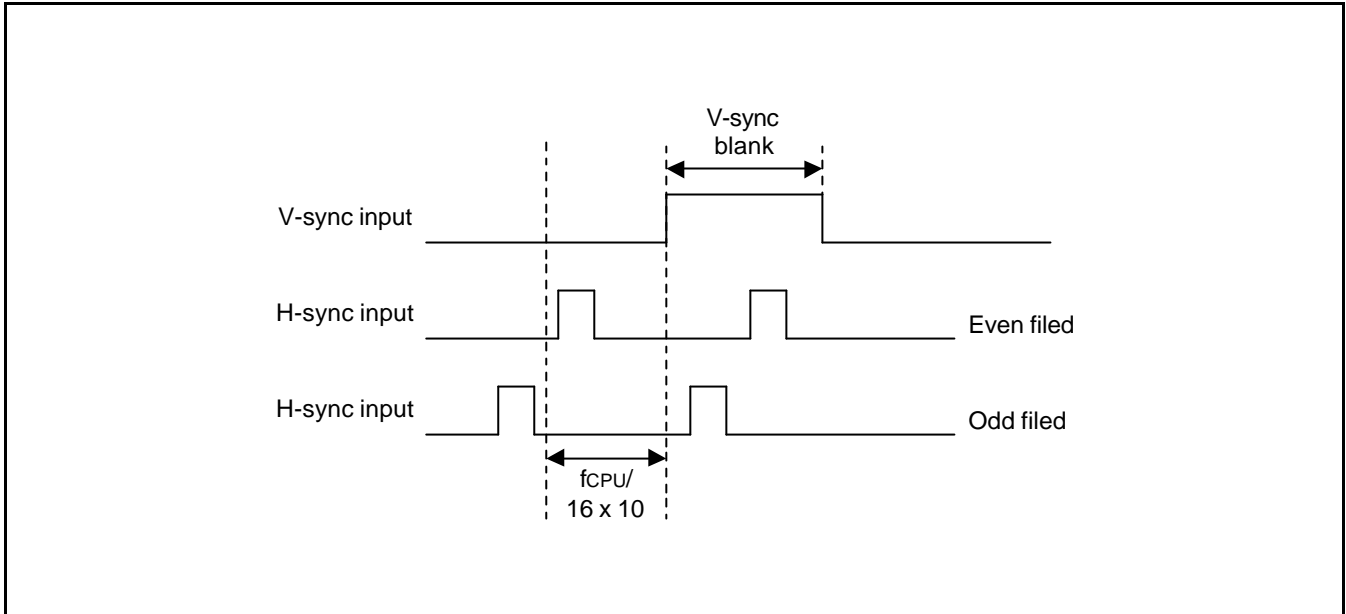 V-sync
blank
V-sync input
H-sync input
Even filed
H-sync input
Odd filed
fCPU/
16 x 10